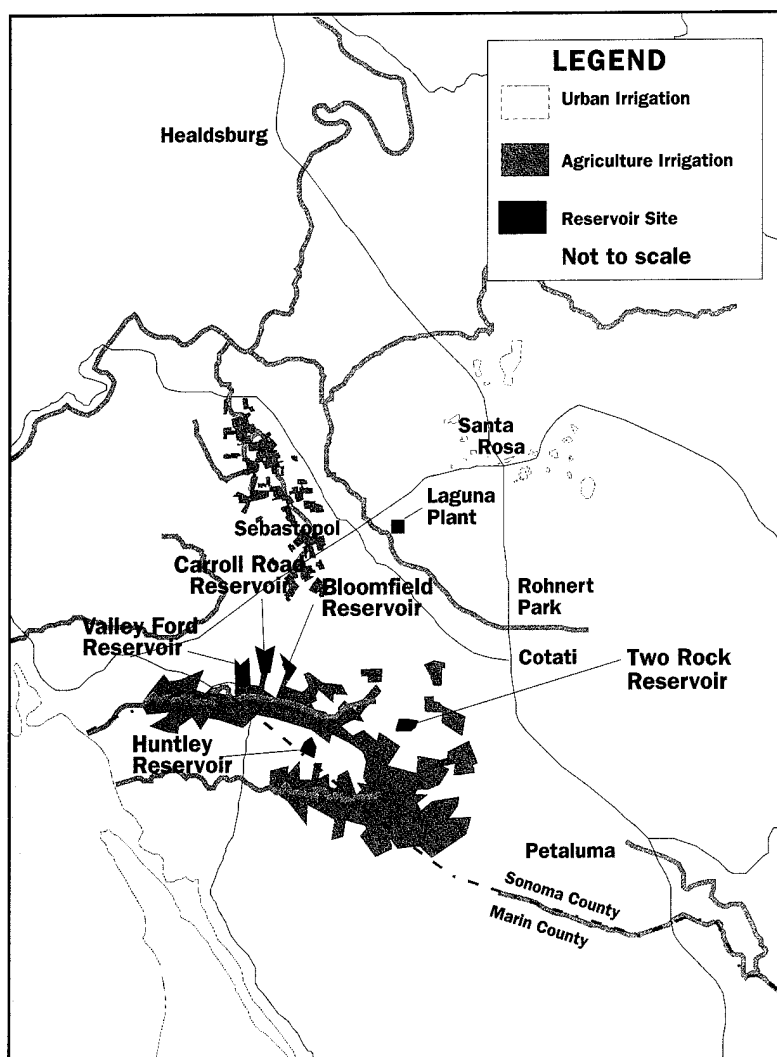 LEGEND
Urban Irrigation
Agriculture Irrigation
Reservoir Site
Not to scale
Healdsburg
Santa
Rosa
Laguna
Plant
Sebastopol
Carroll Road
Reservoir
Bloomfield
Reservoir
Rohnert
Park
Valley Ford
Reservoir
Cotati
Two Rock
Reservoir
Huntley
Reservoir
Petaluma
Sonoma County
Marin County